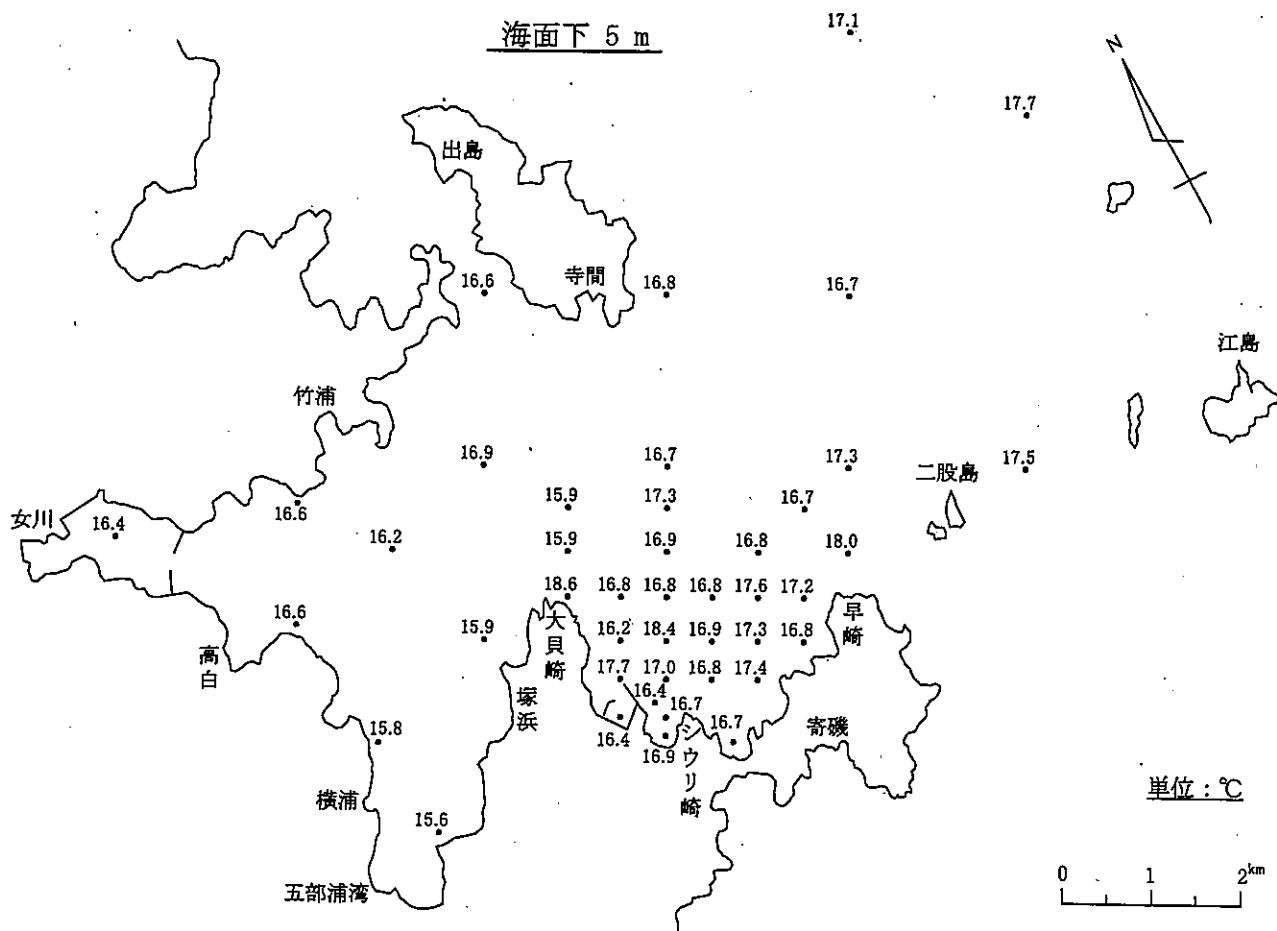 海面下 5 m
17.1
N
17.7
出島
寺間
16.6
16.8
16.7
江島
竹浦
16.9
16.7
17.3
二股島
17.5
15.9
17.3
16.7
女川
16.4
16.6
16.2
15.9
16.9
16.8
18.0
18.6
16.8
16.8
16.8
17.6
17.2
16.6
15.9
大貝崎
16.2
18.4
16.9
17.3
16.8
早崎
高白
17.7
17.0
16.8
17.4
塚浜
16.4
16.7
16.4
16.9
シウリ崎
16.7
寄磯
15.8
横浦
15.6
単位:℃
五部浦湾
0 1 2km